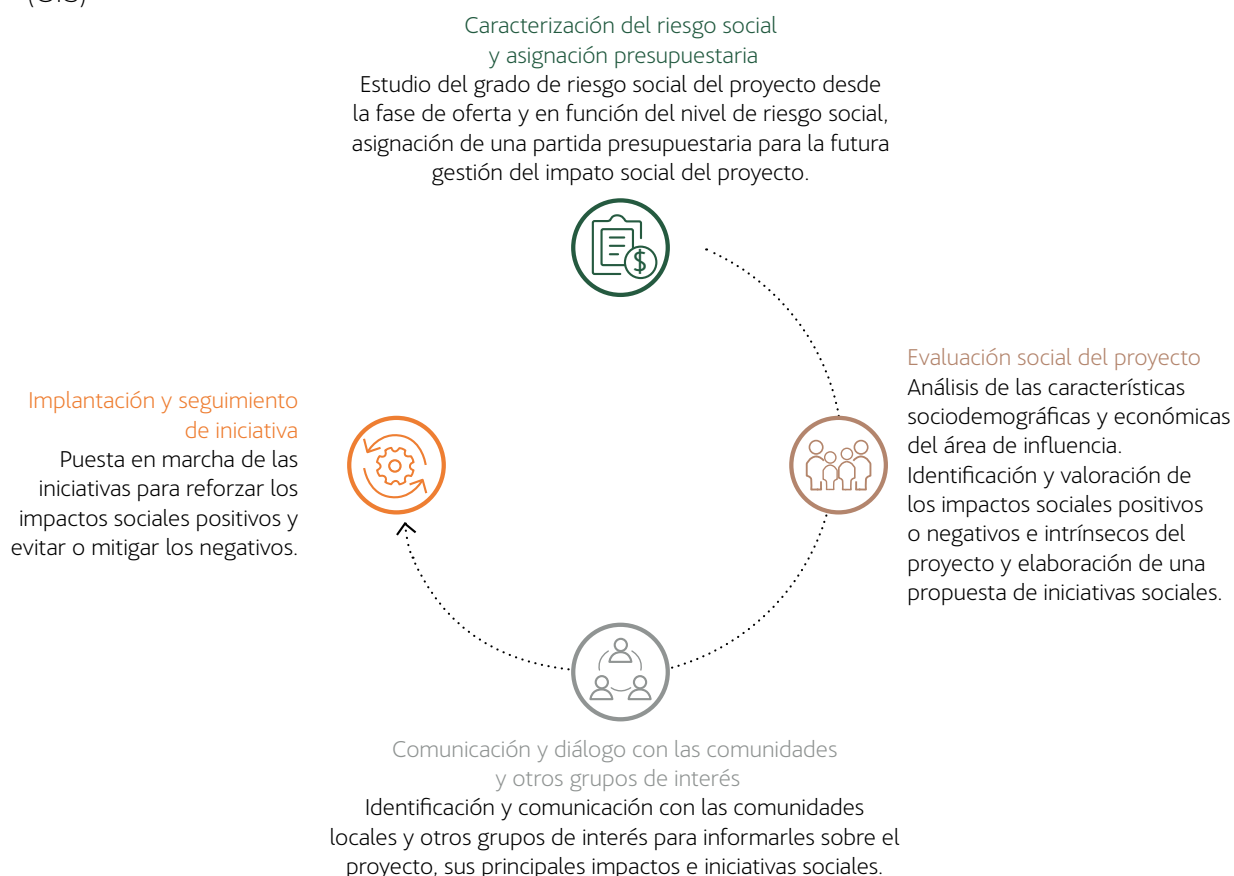 Caracterización del riesgo social
y asignación presupuestaria
Estudio del grado de riesgo social del proyecto desde
la fase de oferta y en función del nivel de riesgo social,
asignación de una partida presupuestaria para la futura
gestión del impato social del proyecto.
$
Evaluación social del proyecto
Análisis de las características
sociodemográficas y económicas
del área de influencia.
Identificación y valoración de
los impactos sociales positivos
o negativos e intrínsecos del
proyecto y elaboración de una
propuesta de iniciativas sociales.
Implantación y seguimiento
de iniciativa
Puesta en marcha de las
iniciativas para reforzar los
impactos sociales positivos y
evitar o mitigar los negativos.
Comunicación y diálogo con las comunidades
y otros grupos de interés
Identificación y comunicación con las comunidades
locales y otros grupos de interés para informarles sobre el
proyecto, sus principales impactos e iniciativas sociales.